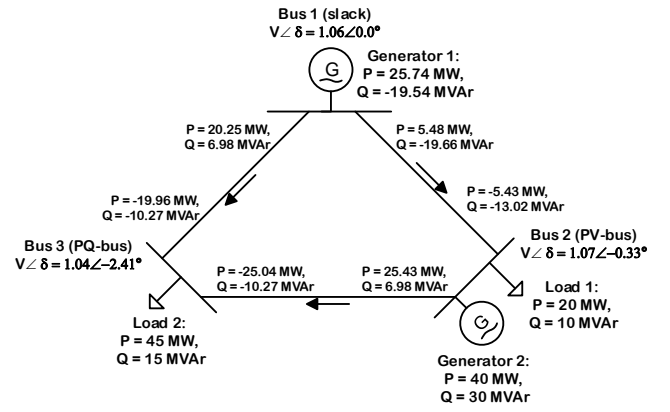 Bus 1 (slack)
V∠ δ = 1.06∠0.0°
Generator 1:
P = 25.74 MW,
Q = -19.54 MVAr
G
P = 20.25 MW,
Q = 6.98 MVAr
P = 5.48 MW,
Q = -19.66 MVAr
P = -19.96 MW,
Q = -10.27 MVAr
P = -5.43 MW,
Q = -13.02 MVAr
Bus 3 (PQ-bus)
V∠ δ = 1.04∠−2.41°
Bus 2 (PV-bus)
V∠ δ = 1.07∠−0.33°
P = -25.04 MW,
Q = -10.27 MVAr
P = 25.43 MW,
Q = 6.98 MVAr
Load 1:
P = 20 MW,
Q = 10 MVAr
Load 2:
P = 45 MW,
Q = 15 MVAr
G
Generator 2:
P = 40 MW,
Q = 30 MVAr